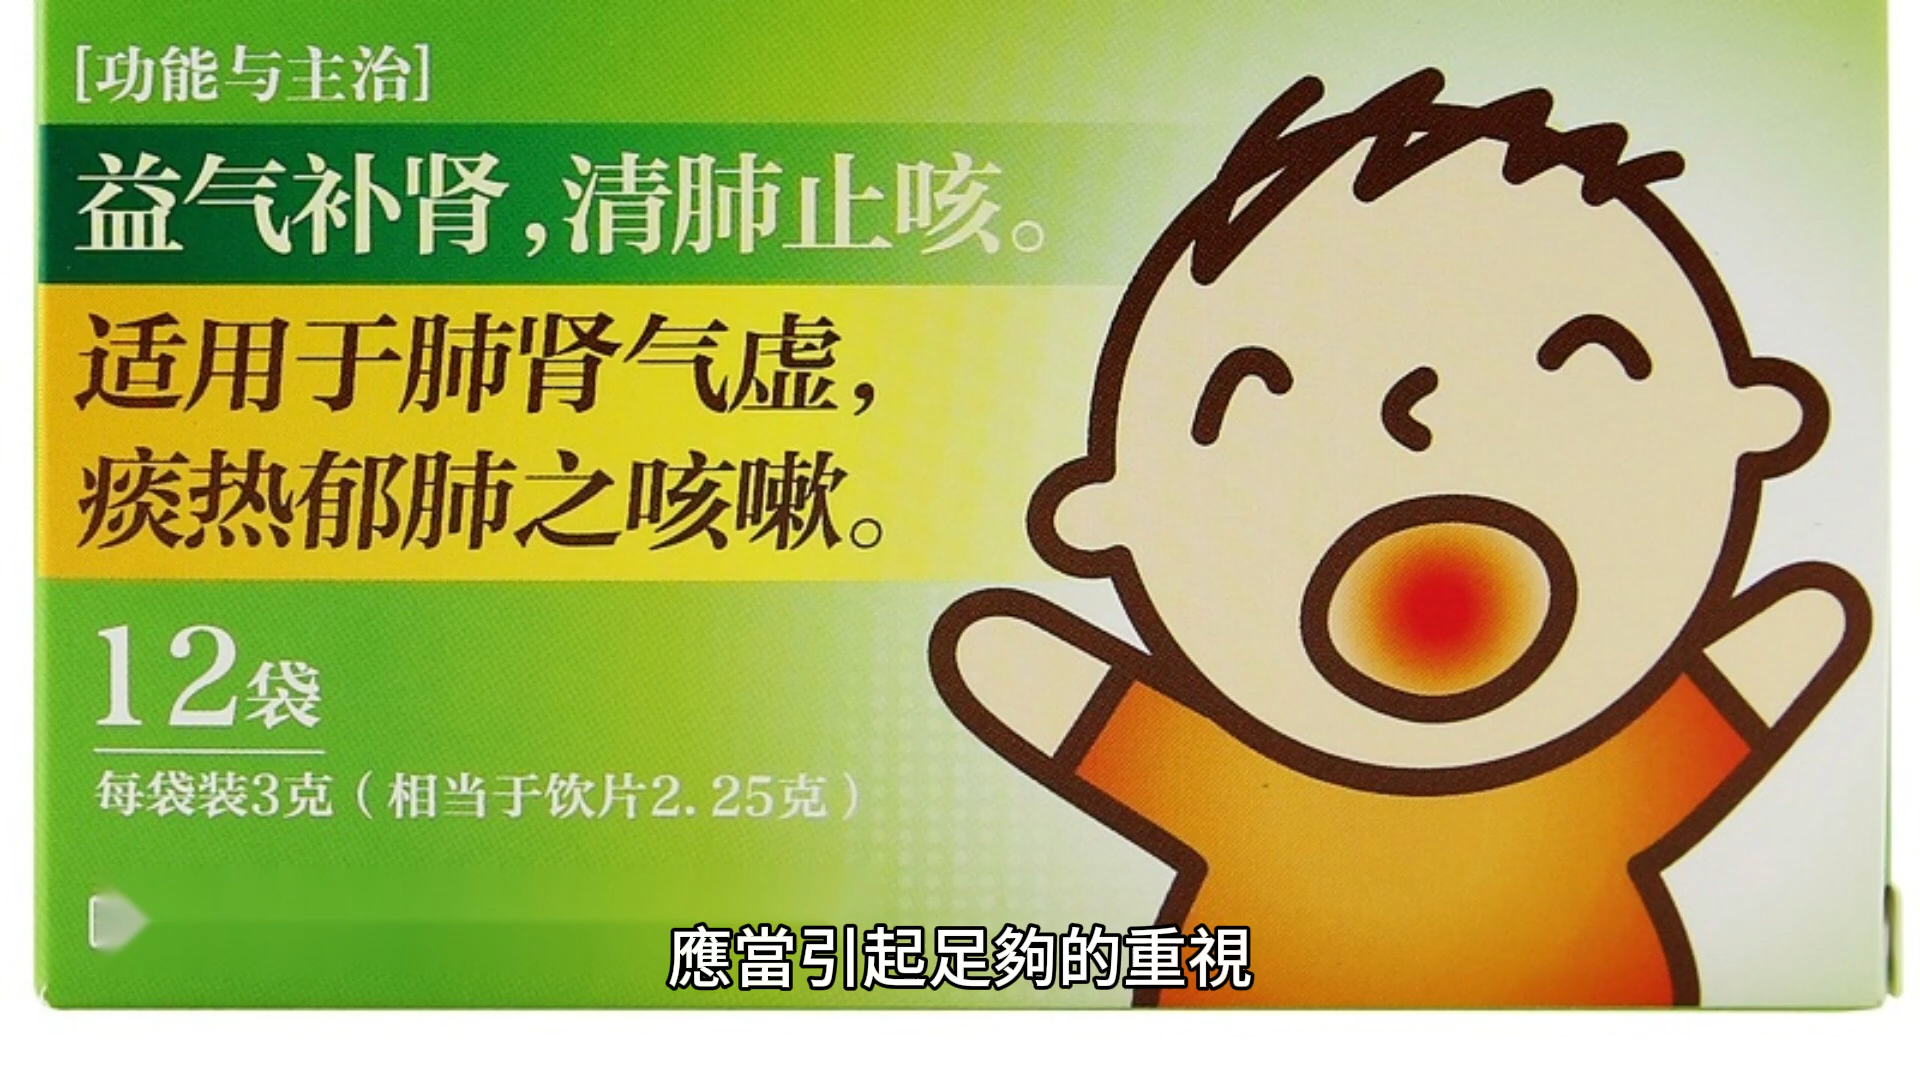 [功能与主治]
益气补肾,清肺止咳。
适用于肺肾气虚,
痰热郁肺之咳嗽。
12袋
每袋装3克(相当于饮片2.25克)
應當引起足夠的重視